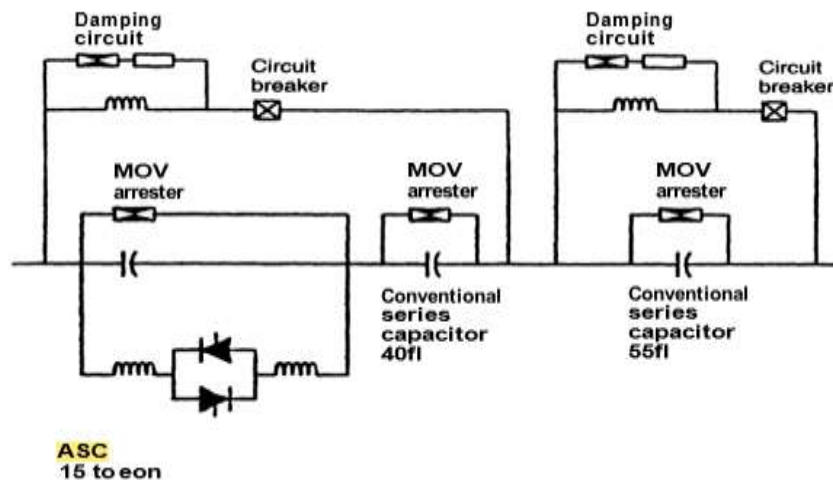 Damping
circuit
Circuit
breaker
MOV
arrester
MOV
arrester
Conventional
series
capacitor
40fl
ASC
15 to eon
Damping
circuit
Circuit
breaker
MOV
arrester
Conventional
series
capacitor
55fl